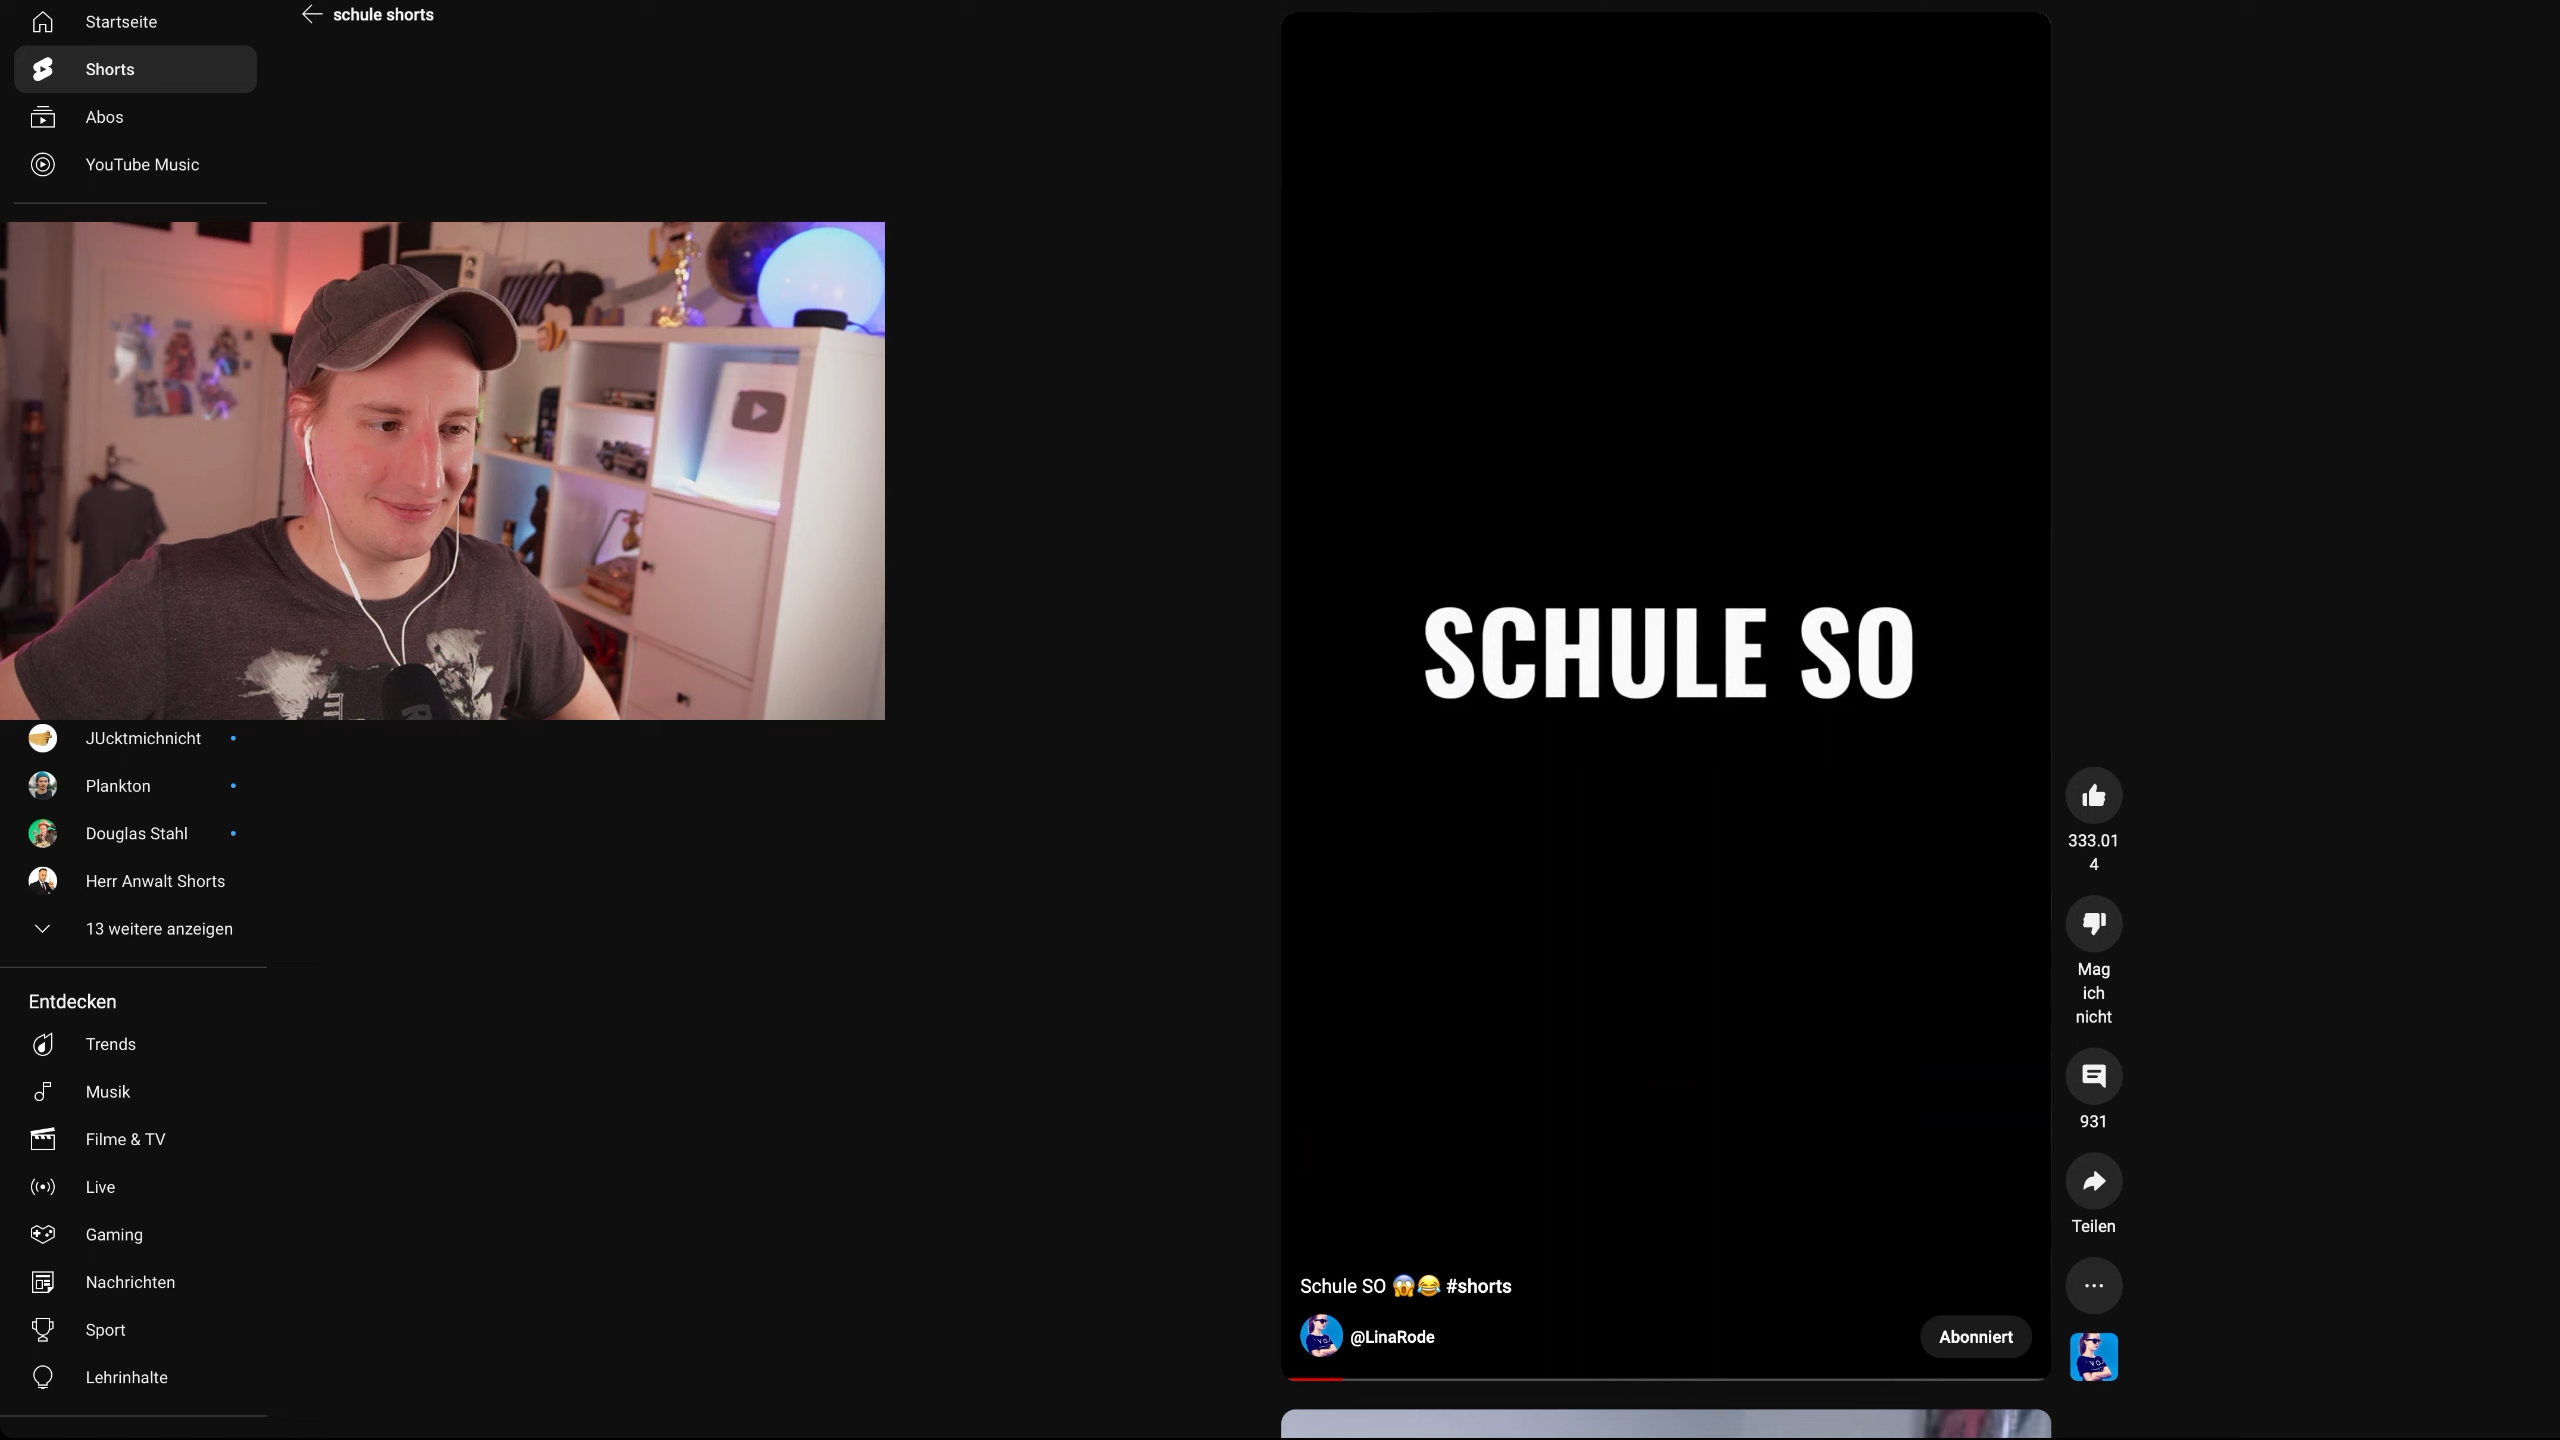 Startseite
Shorts
Abos
YouTube Music
JUcktmichnicht
Plankton
Douglas Stahl
Herr Anwalt Shorts
13 weitere anzeigen
Entdecken
Trends
Musik
Filme & TV
Live
Gaming
Nachrichten
Sport
Lehrinhalte
schule shorts
SCHULE SO
Schule SO 😱😂 #shorts
@LinaRode
Abonniert
333.01
4
Mag
ich
nicht
931
Teilen